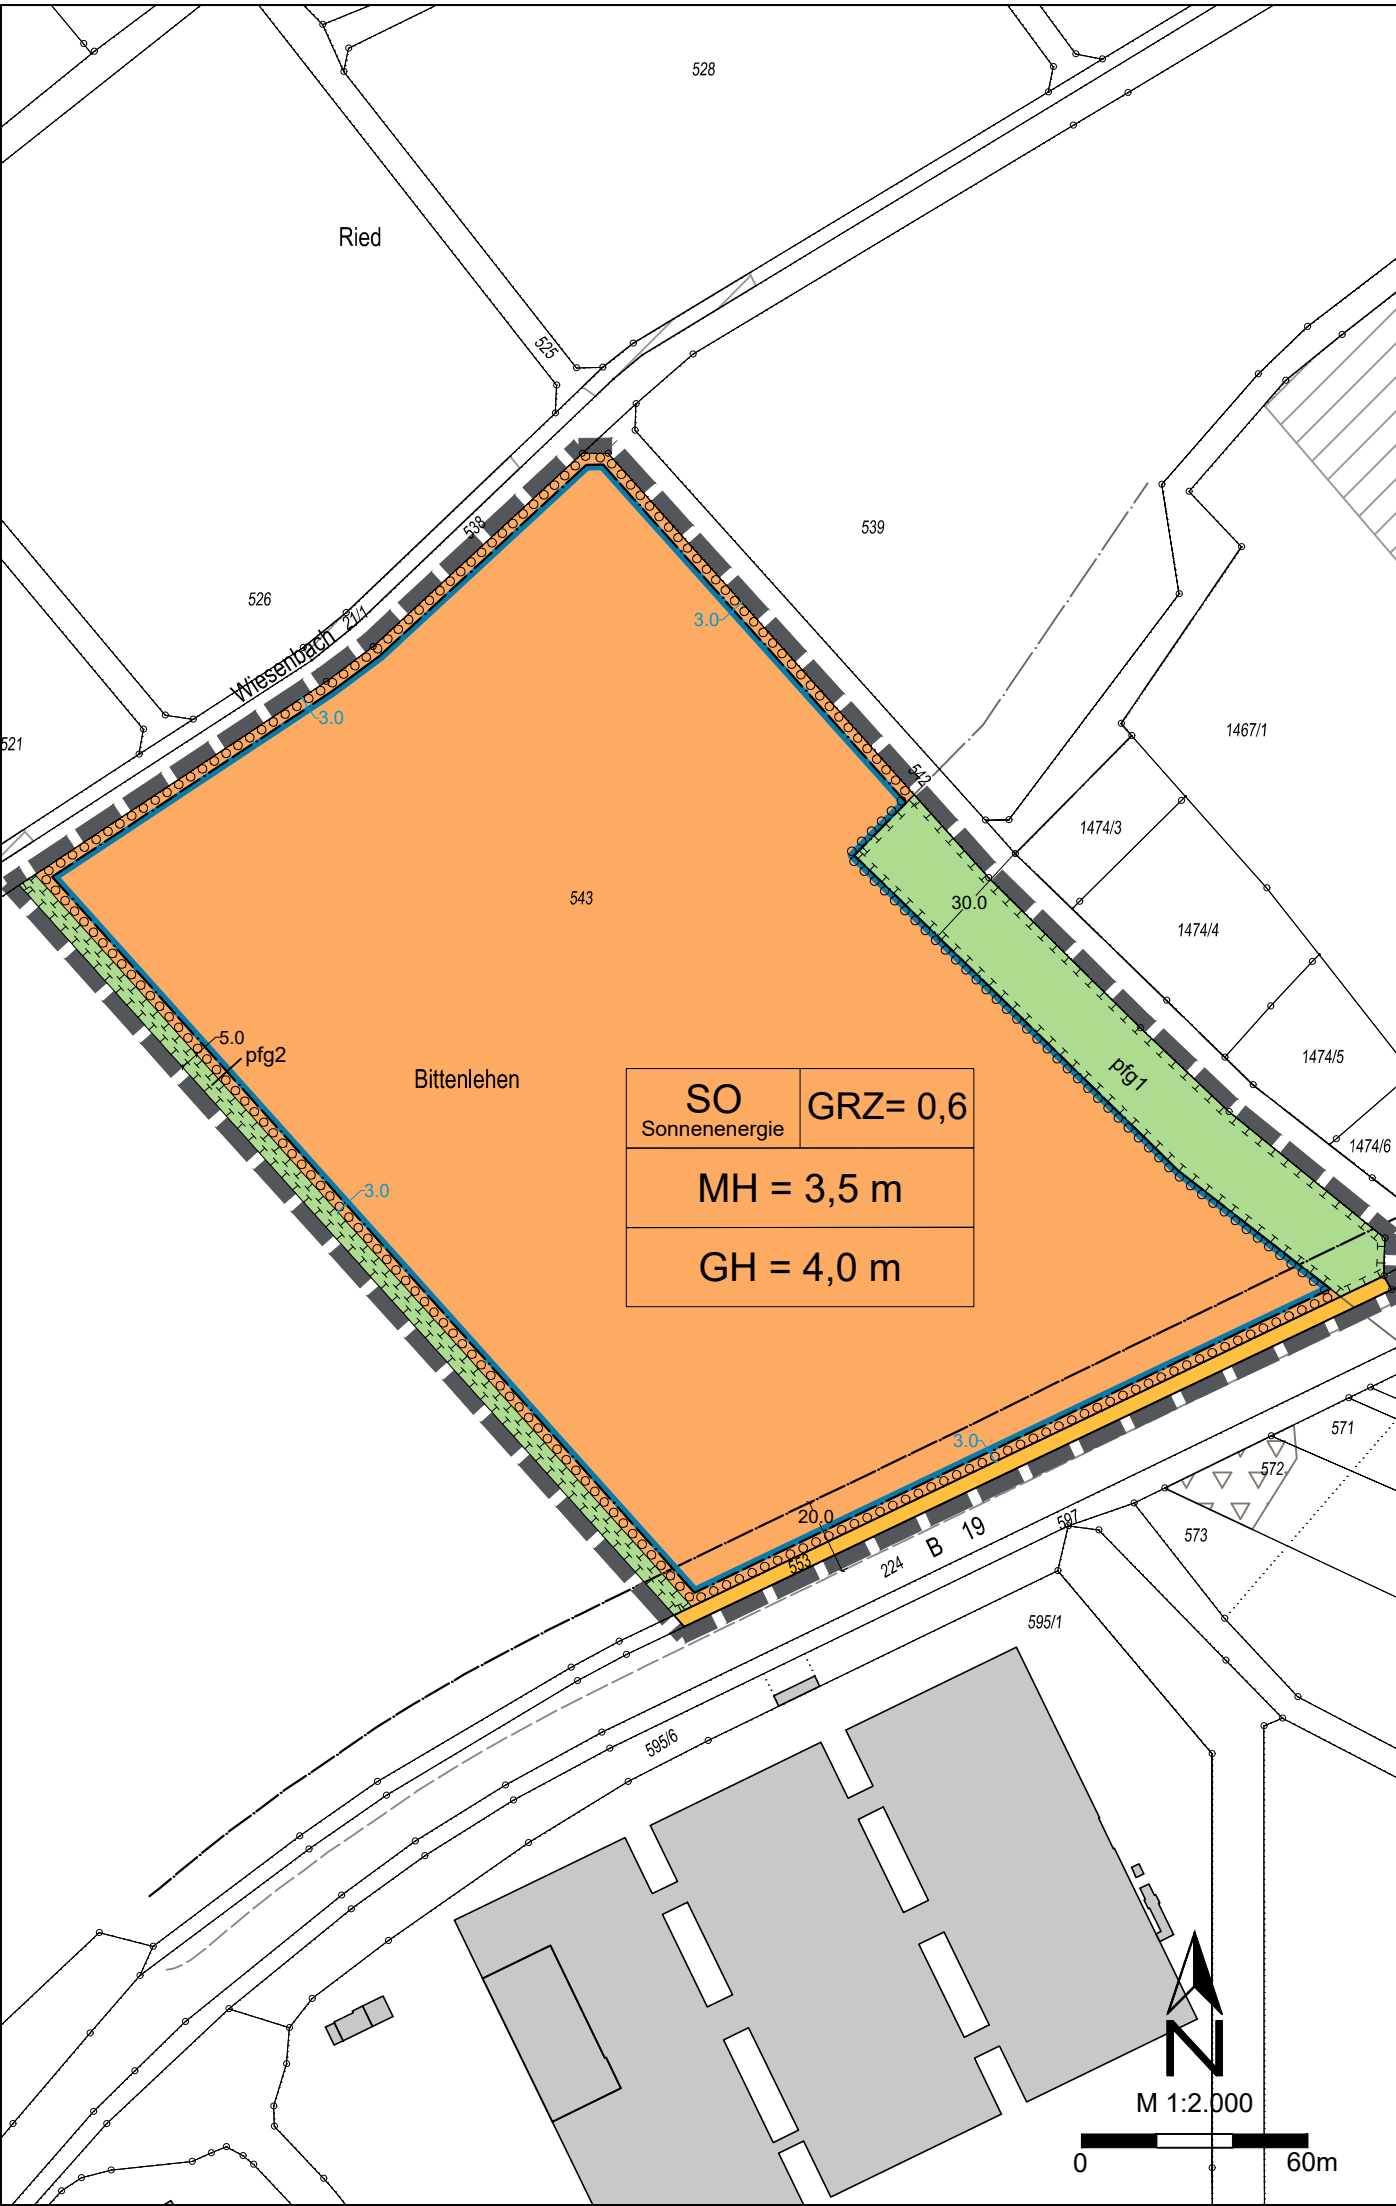 528
Ried
525
538
539
526
21/1
Wiesenbach
3.0
3.0
521
1467/1
542
1474/3
543
30.0
1474/4
5.0
pfg2
1474/5
Bittenlehen
pfg1
SO
Sonnenenergie
GRZ= 0,6
1474/6
MH = 3,5 m
3.0
GH = 4,0 m
571
3.0
572
20.0
597
B 19
573
553
224
595/1
595/6
N
M 1:2.000
0
60m